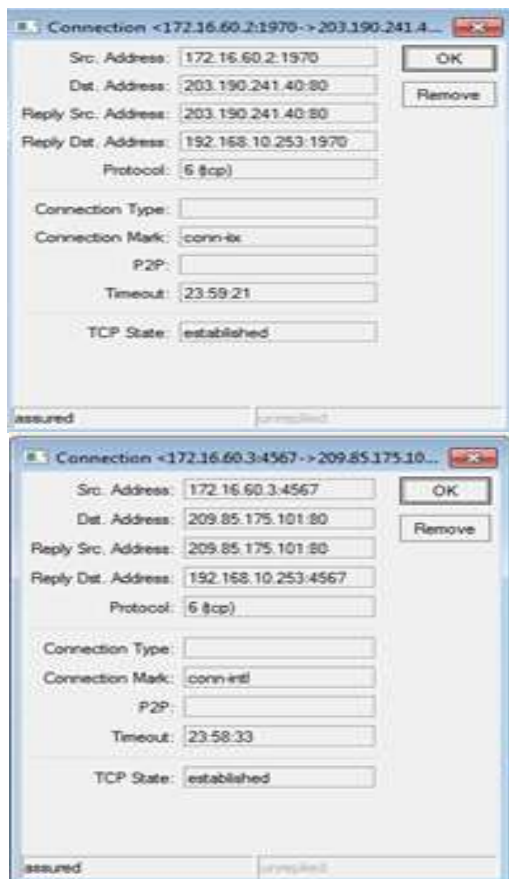 Connection <172.16.60.2:1970->203.190.241.4...
Src. Address: 172.16.60.2:1970
OK
Dst. Address: 203.190.241.40:80
Remove
Reply Src. Address: 203.190.241.40:80
Reply Dst. Address: 192.168.10.253:1970
Protocol: 6 (tcp)
Connection Type:
Connection Mark: conn-iix
P2P:
Timeout: 23:59:21
TCP State: established
assured unreplied
Connection <172.16.60.3:4567->209.85.175.10...
Src. Address: 172.16.60.3:4567
OK
Dst. Address: 209.85.175.101:80
Remove
Reply Src. Address: 209.85.175.101:80
Reply Dst. Address: 192.168.10.253:4567
Protocol: 6 (tcp)
Connection Type:
Connection Mark: conn-intl
P2P:
Timeout: 23:58:33
TCP State: established
assured unreplied